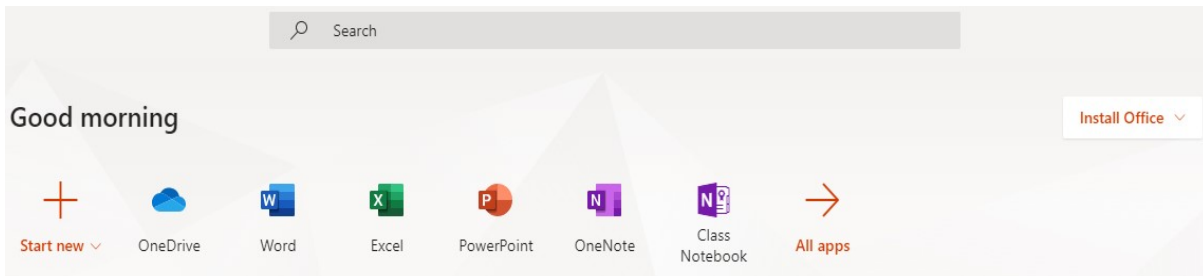 Search
Good morning
Install Office
Start new
OneDrive
Word
Excel
PowerPoint
OneNote
Class
Notebook
All apps
W
X
P
N
N